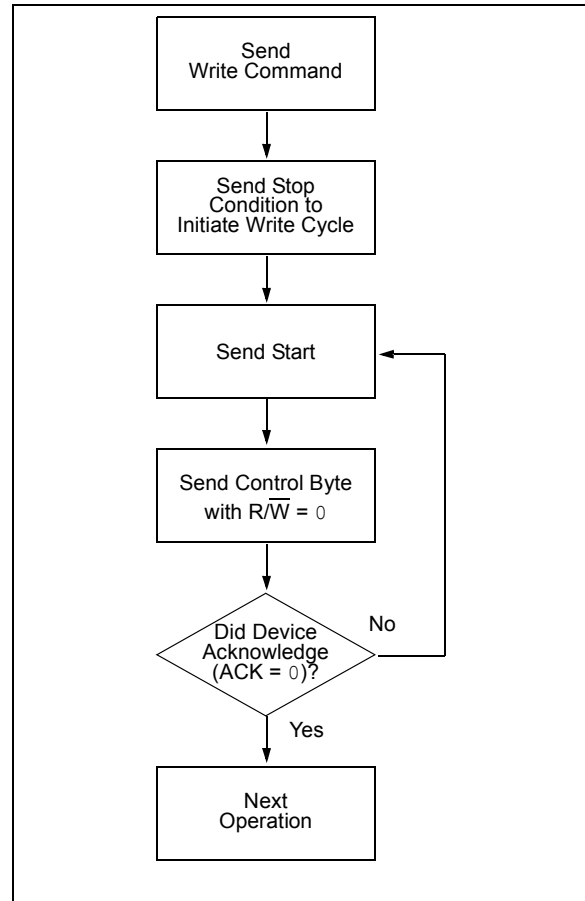 Send
Write Command
Send Stop
Condition to
Initiate Write Cycle
Send Start
Send Control Byte
with R/W̅ = 0
Did Device
Acknowledge
(ACK = 0)?
No
Yes
Next
Operation